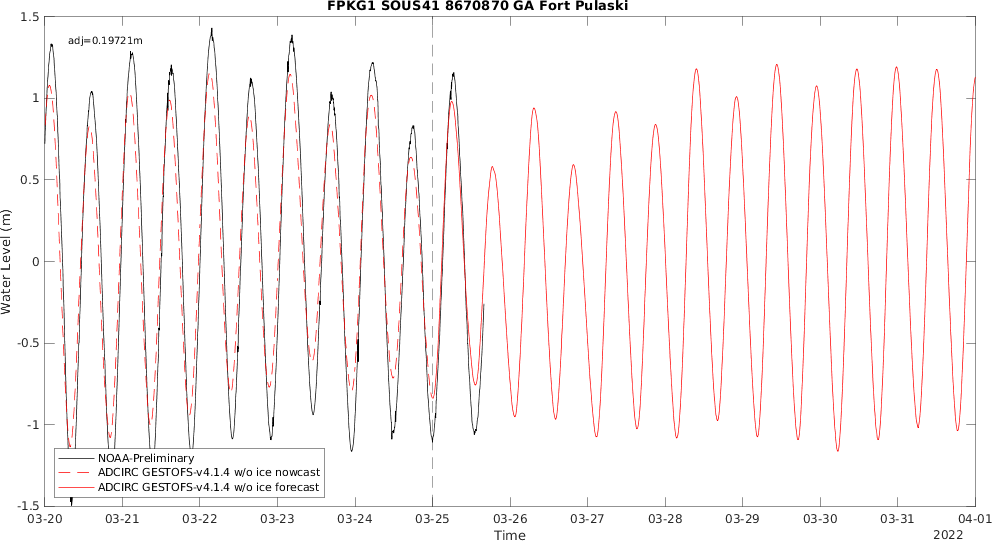 FPKG1 SOUS41 8670870 GA Fort Pulaski
adj=0.19721m
1.5
1
0.5
0
-0.5
-1
-1.5
Water Level (m)
NOAA-Preliminary
ADCIRC GESTOFS-v4.1.4 w/o ice nowcast
ADCIRC GESTOFS-v4.1.4 w/o ice forecast
03-20 03-21 03-22 03-23 03-24 03-25 03-26 03-27 03-28 03-29 03-30 03-31 04-01
Time
2022